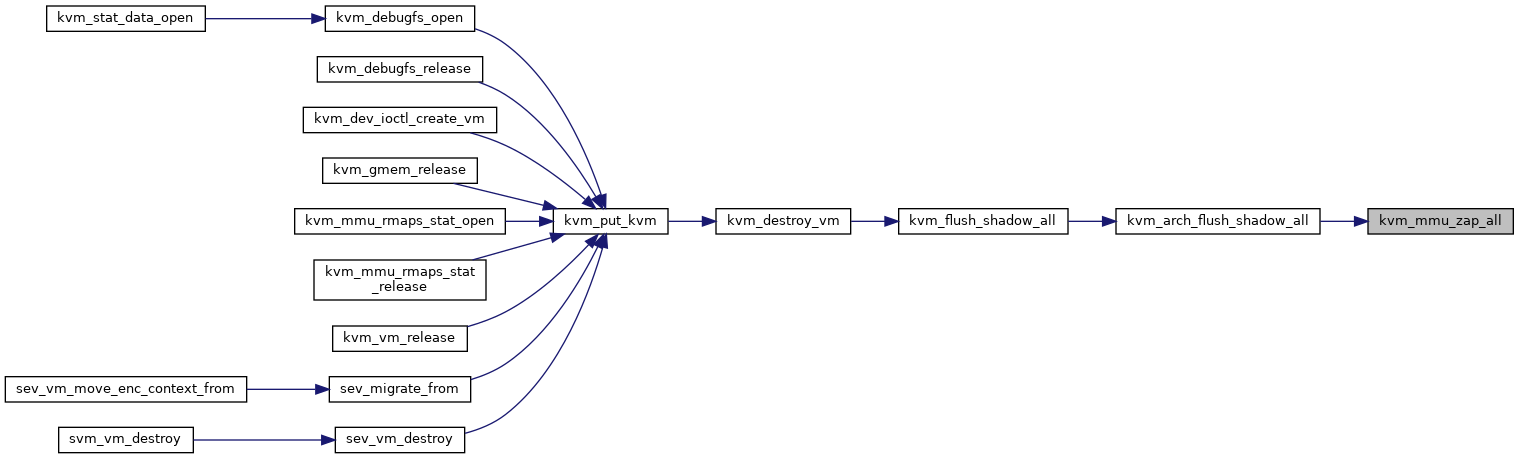 kvm_stat_data_open
kvm_debugfs_open
kvm_debugfs_release
kvm_dev_ioctl_create_vm
kvm_gmem_release
kvm_mmu_rmaps_stat_open
kvm_put_kvm
kvm_destroy_vm
kvm_flush_shadow_all
kvm_arch_flush_shadow_all
kvm_mmu_zap_all
kvm_mmu_rmaps_stat
_release
kvm_vm_release
sev_vm_move_enc_context_from
sev_migrate_from
svm_vm_destroy
sev_vm_destroy